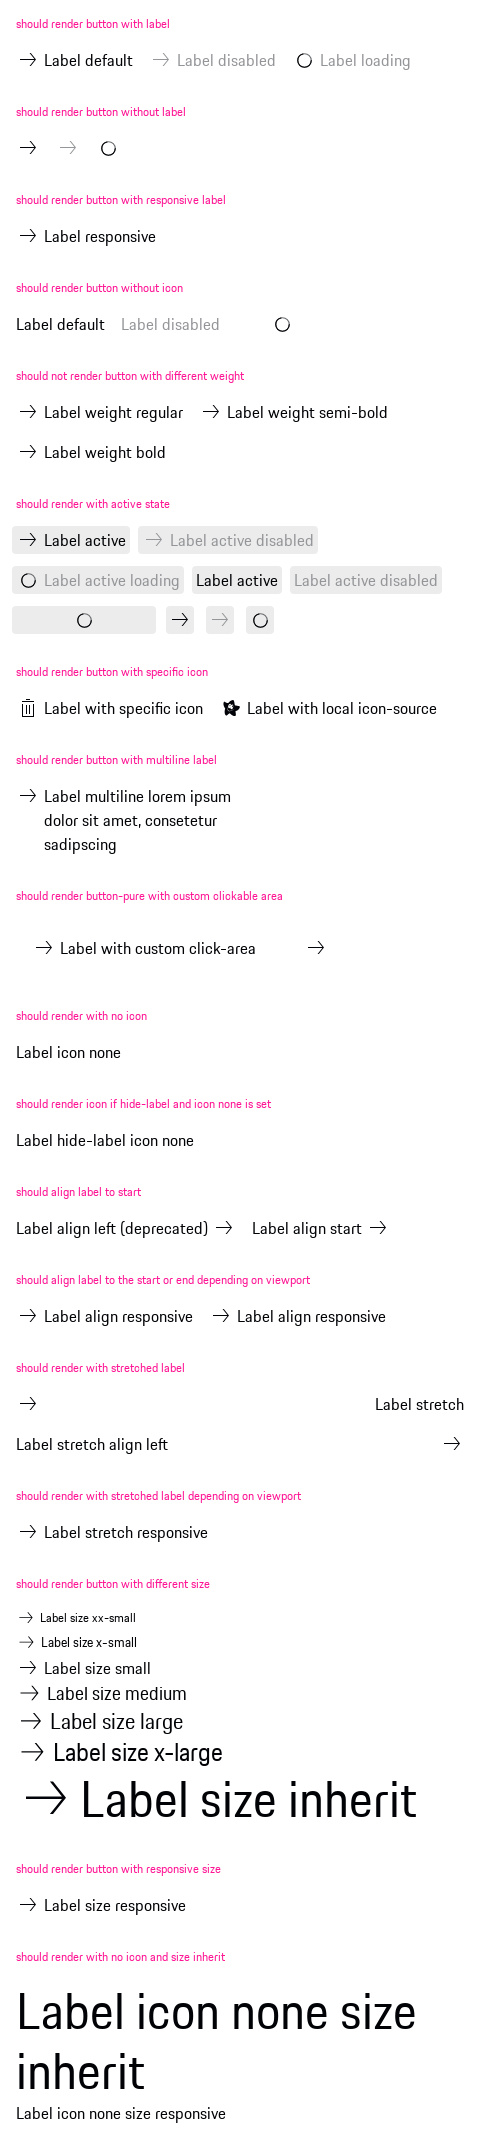 should render button with label
Label default Label disabled Label loading
should render button without label
should render button with responsive label
Label responsive
should render button without icon
Label default Label disabled
should not render button with different weight
Label weight regular Label weight semi-bold
Label weight bold
should render with active state
Label active Label active disabled
Label active loading Label active Label active disabled
should render button with specific icon
Label with specific icon Label with local icon-source
should render button with multiline label
Label multiline lorem ipsum
dolor sit amet, consetetur
sadipscing
should render button-pure with custom clickable area
Label with custom click-area
should render with no icon
Label icon none
should render icon if hide-label and icon none is set
Label hide-label icon none
should align label to start
Label align left (deprecated) Label align start
should align label to the start or end depending on viewport
Label align responsive Label align responsive
should render with stretched label
Label stretch
Label stretch align left
should render with stretched label depending on viewport
Label stretch responsive
should render button with different size
Label size xx-small
Label size x-small
Label size small
Label size medium
Label size large
Label size x-large
Label size inherit
should render button with responsive size
Label size responsive
should render with no icon and size inherit
Label icon none size
inherit
Label icon none size responsive